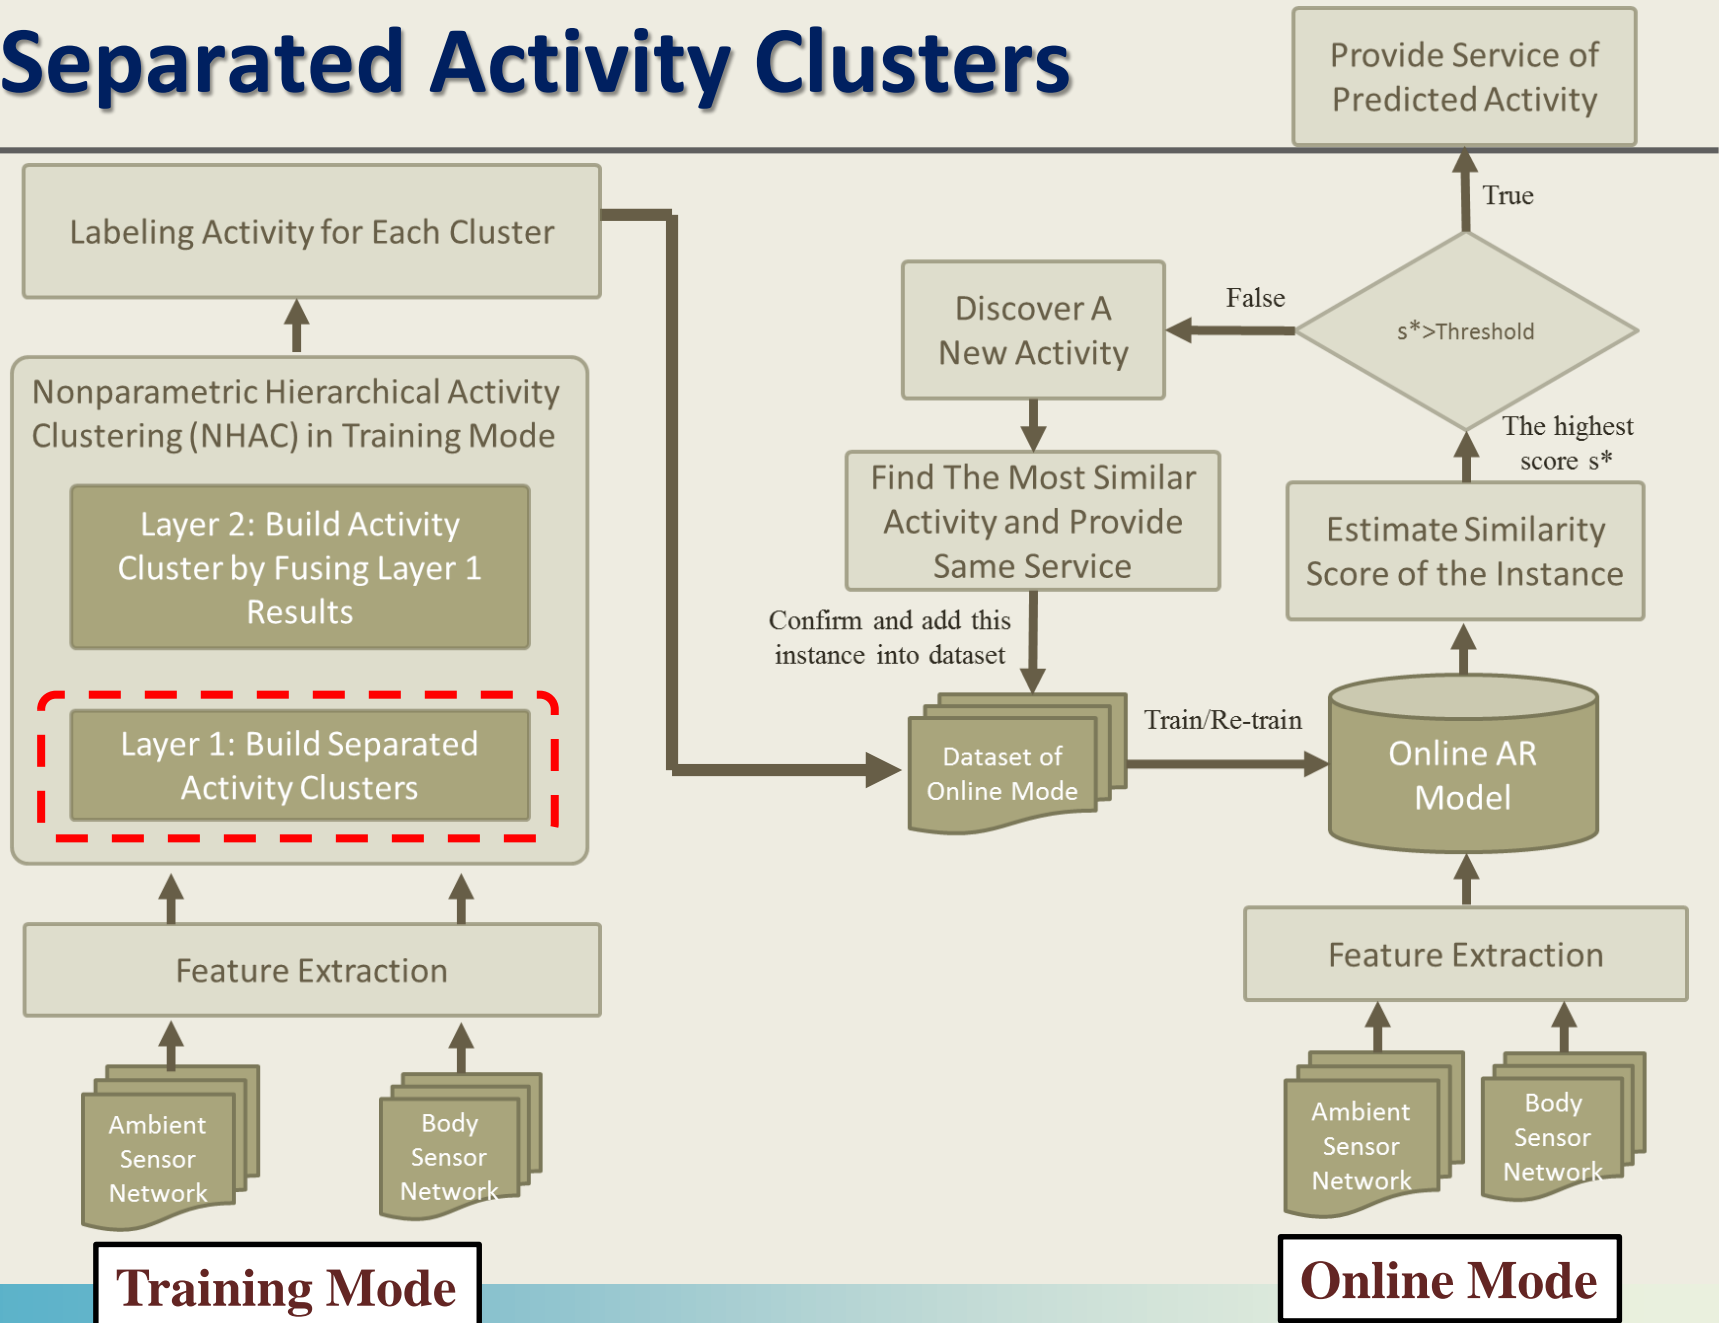 Separated Activity Clusters
Provide Service of
Predicted Activity
True
Labeling Activity for Each Cluster
Discover A
New Activity
False
s*>Threshold
Nonparametric Hierarchical Activity
Clustering (NHAC) in Training Mode
The highest
score s*
Find The Most Similar
Activity and Provide
Same Service
Layer 2: Build Activity
Cluster by Fusing Layer 1
Results
Estimate Similarity
Score of the Instance
Confirm and add this
instance into dataset
Layer 1: Build Separated
Activity Clusters
Dataset of
Online Mode
Train/Re-train
Online AR
Model
Feature Extraction
Feature Extraction
Ambient
Sensor
Network
Body
Sensor
Network
Ambient
Sensor
Network
Body
Sensor
Network
Training Mode
Online Mode